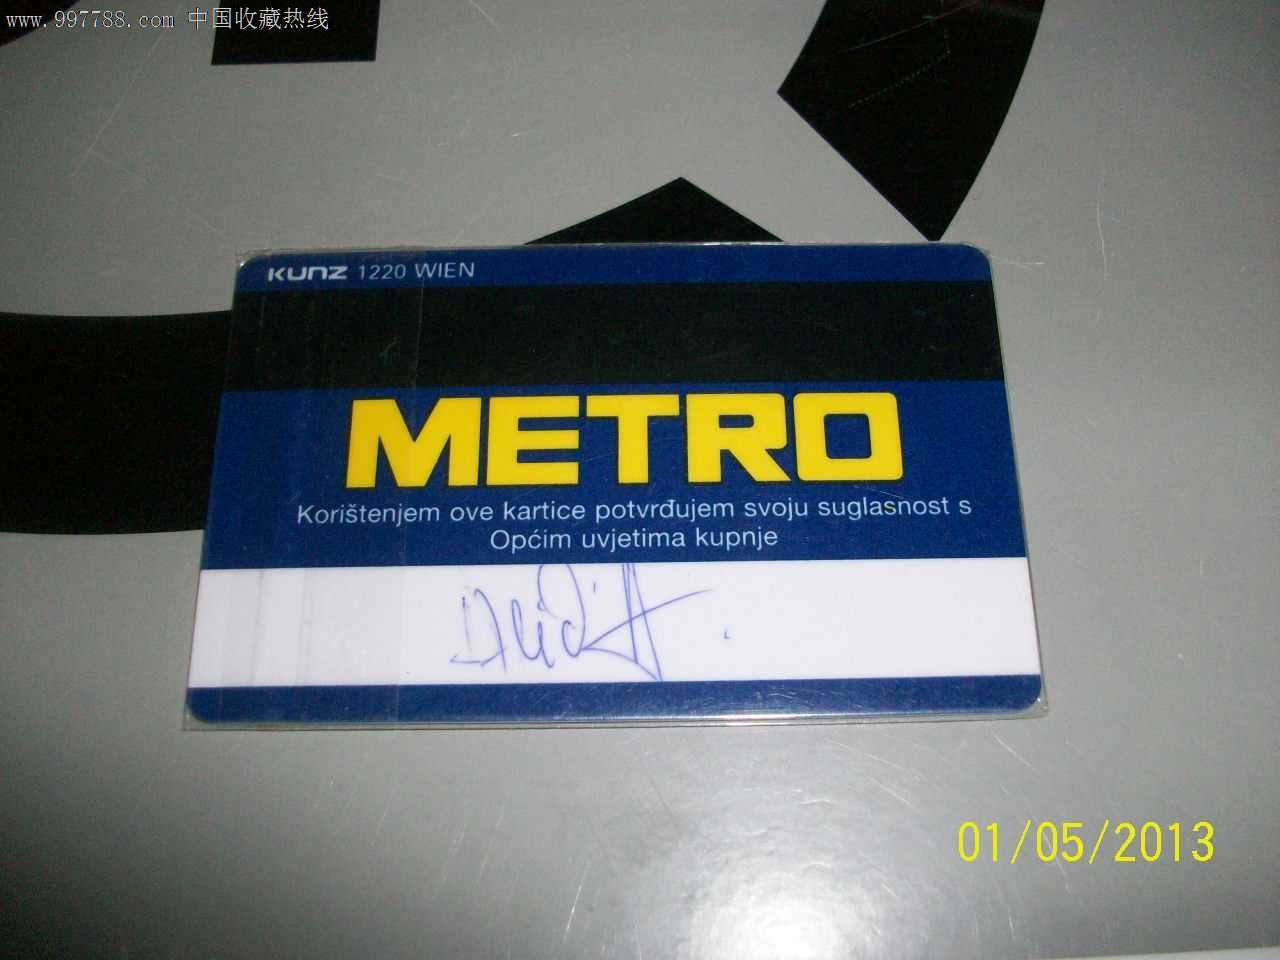 www.997788.com 中国收藏热线
KUNZ 1220 WIEN
METRO
Korištenjem ove kartice potvrđujem svoju suglasnost s
Općim uvjetima kupnje
01/05/2013